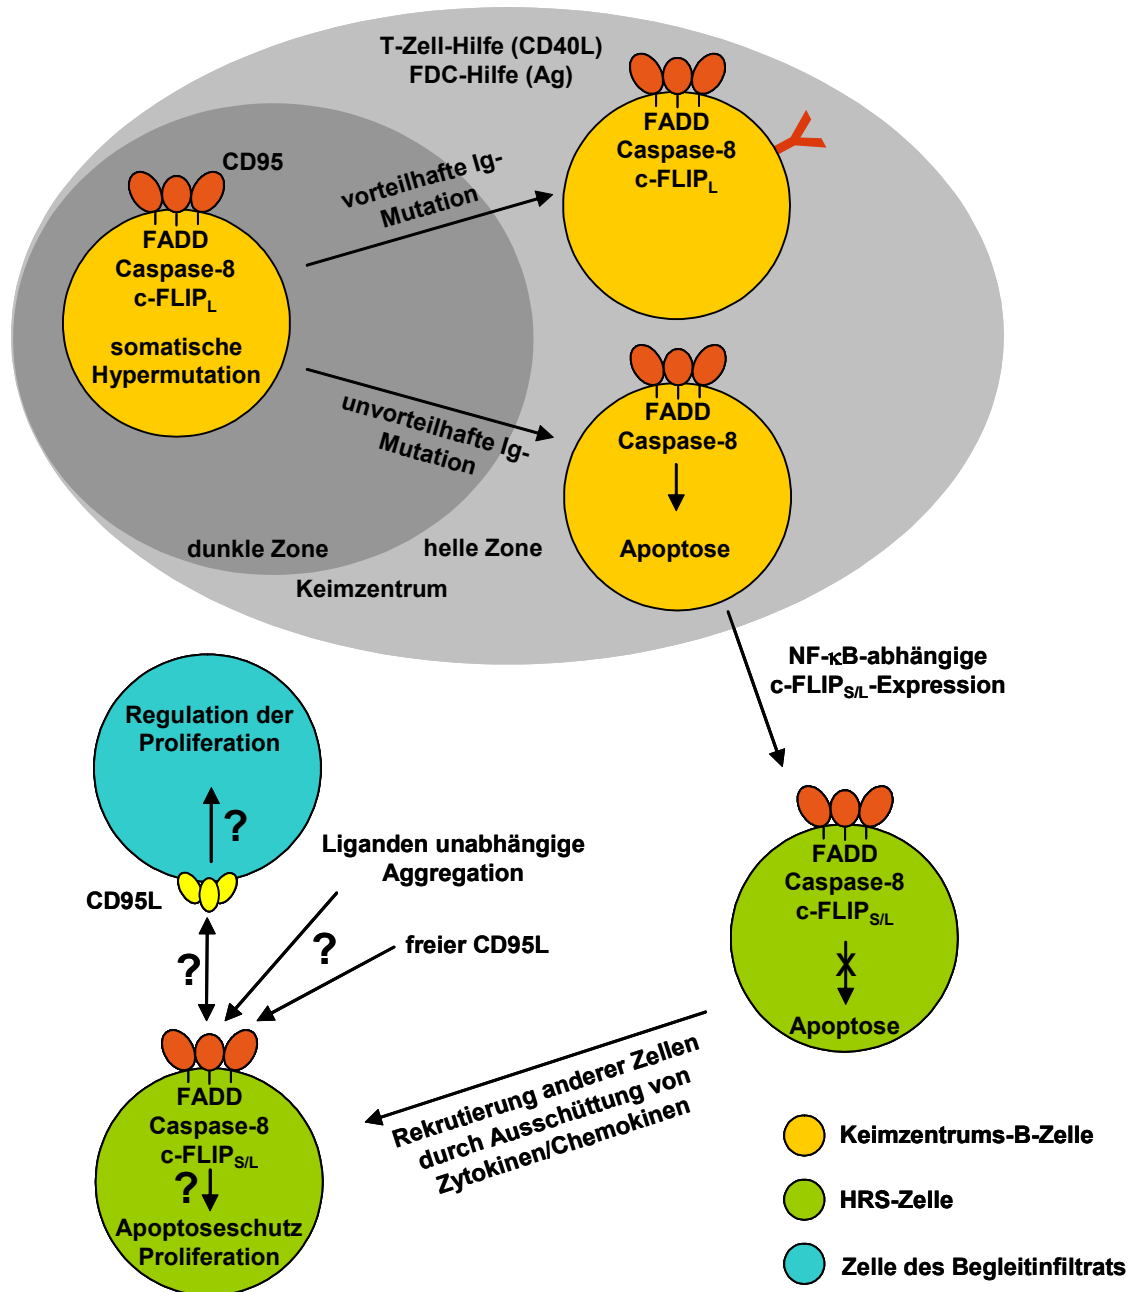 T-Zell-Hilfe (CD40L)
FDC-Hilfe (Ag)
CD95
FADD
Caspase-8
c-FLIPL
somatische
Hypermutation
vorteilhafte Ig-
Mutation
FADD
Caspase-8
c-FLIPL
unvorteilhafte Ig-
Mutation
FADD
Caspase-8
Apoptose
dunkle Zone
helle Zone
Keimzentrum
NF-κB-abhängige
c-FLIPS/L-Expression
Regulation der
Proliferation
?
CD95L
Liganden unabhängige
Aggregation
?
?
freier CD95L
FADD
Caspase-8
c-FLIPS/L
X
Apoptose
Rekrutierung anderer Zellen
durch Ausschüttung von
Zytokinen/Chemokinen
FADD
Caspase-8
c-FLIPS/L
?
Apoptoseschutz
Proliferation
Keimzentrums-B-Zelle
HRS-Zelle
Zelle des Begleitinfiltrats